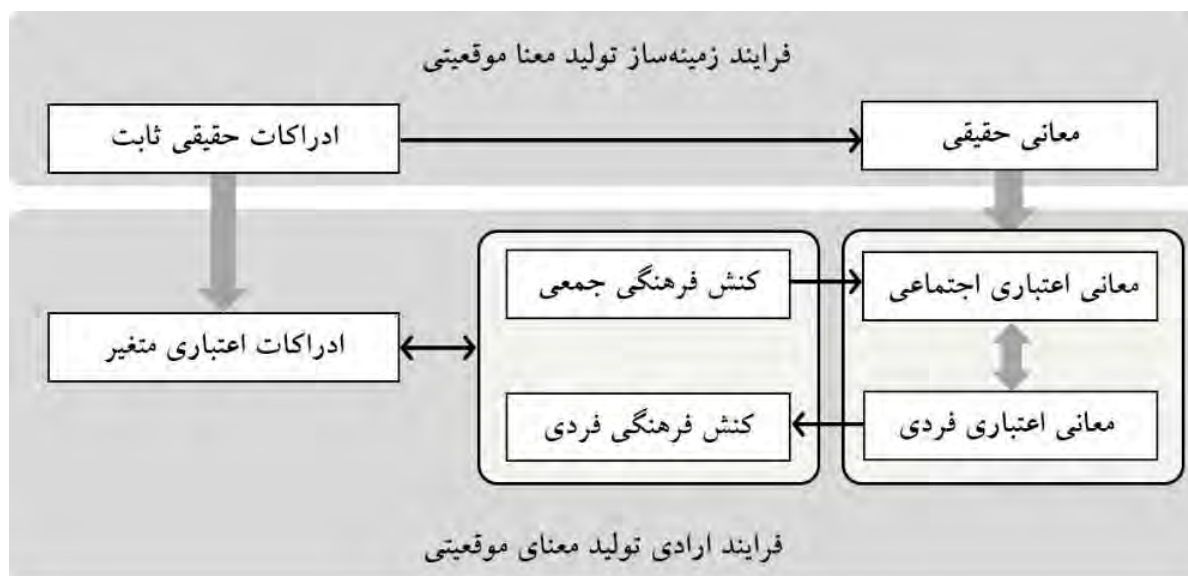 فرایند زمینه‌ساز تولید معنا موقعیتی
معانی حقیقی
ادراکات حقیقی ثابت
معانی اعتباری اجتماعی
کنش فرهنگی جمعی
ادراکات اعتباری متغیر
معانی اعتباری فردی
کنش فرهنگی فردی
فرایند ارادی تولید معنای موقعیتی